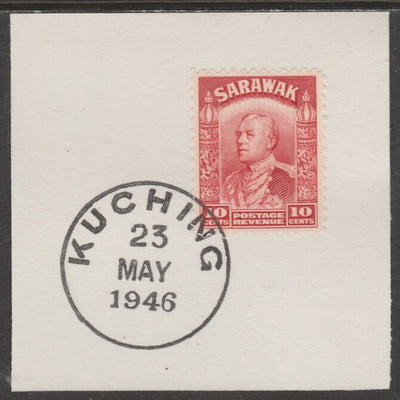 SARAWAK
10 CENTS POSTAGE REVENUE 10 CENTS
KUCHING
23
MAY
1946